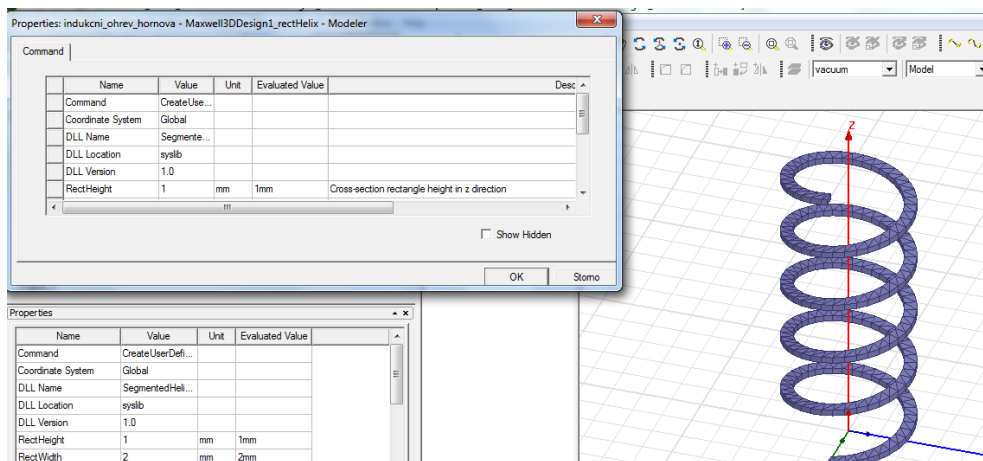 Properties: indukcni_ohrev_hornova - Maxwell3DDesign1_rectHelix - Modeler
Command
Name Value Unit Evaluated Value Desc
Command CreateUse...
Coordinate System Global
DLL Name Segmente...
DLL Location syslib
DLL Version 1.0
RectHeight 1 mm 1mm Cross-section rectangle height in z direction
Show Hidden
OK Storno
vacuum Model
Z
Properties
Name Value Unit Evaluated Value
Command CreateUserDefi...
Coordinate System Global
DLL Name SegmentedHeli...
DLL Location syslib
DLL Version 1.0
RectHeight 1 mm 1mm
RectWidth 2 mm 2mm